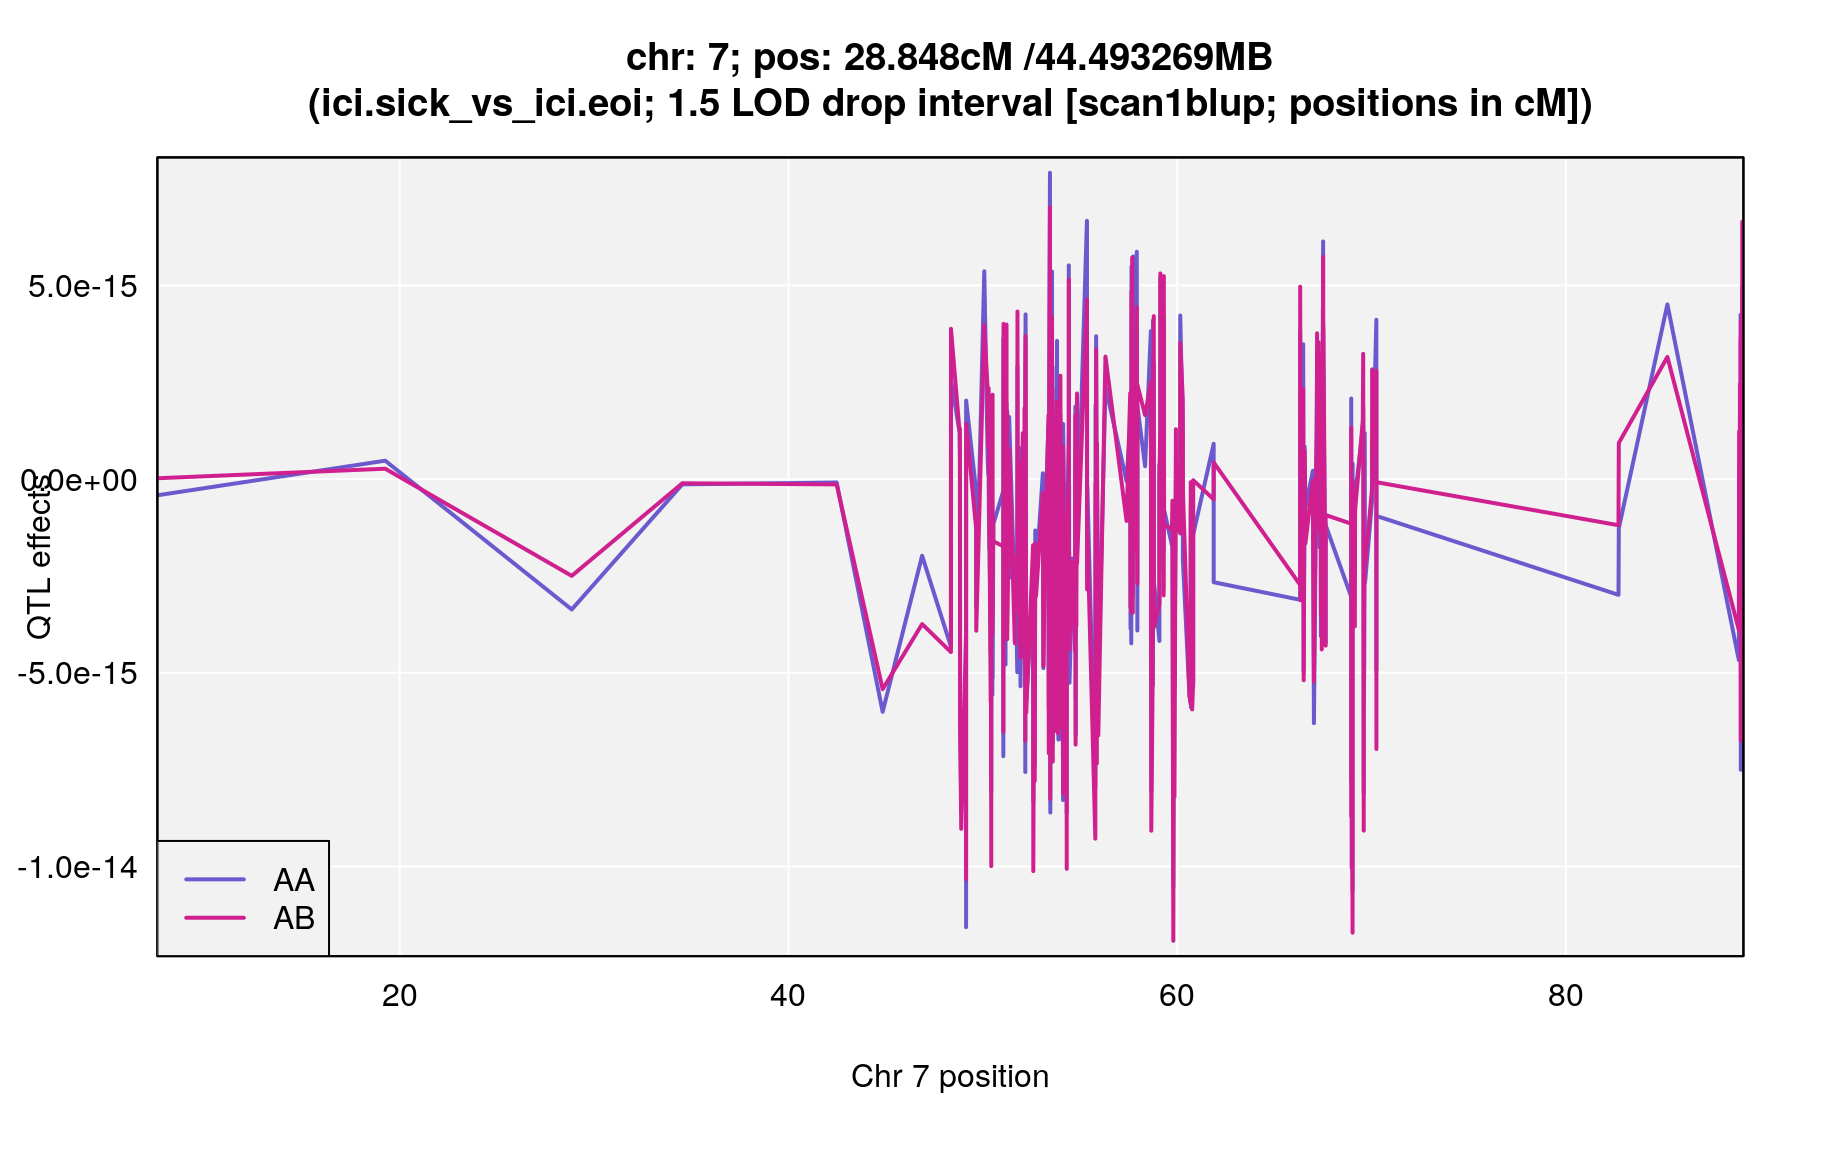 chr: 7; pos: 28.848cM /44.493269MB
(ici.sick_vs_ici.eoi; 1.5 LOD drop interval [scan1blup; positions in cM])
QTL effects
5.0e-15
0.0e+00
-5.0e-15
-1.0e-14
AA
AB
20 40 60 80
Chr 7 position